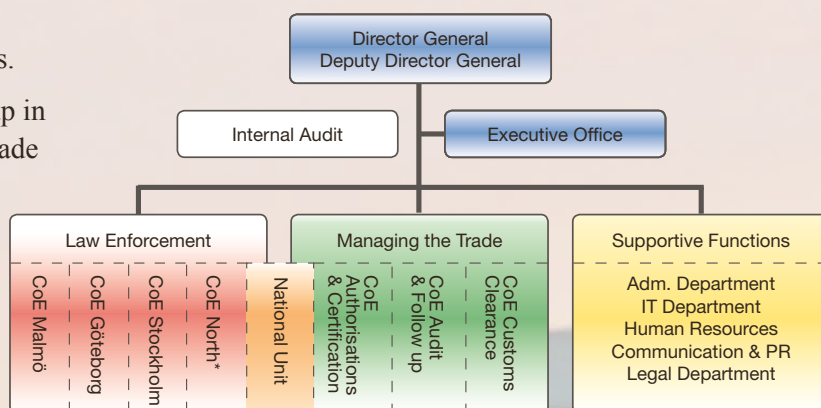 s.
p in
ade
Director General
Deputy Director General
Internal Audit
Executive Office
Law Enforcement
CoE Malmö
CoE Göteborg
CoE Stockholm
CoE North*
National Unit
Managing the Trade
CoE
Authorisations
& Certification
CoE Audit
& Follow up
CoE Customs
Clearance
Supportive Functions
Adm. Department
IT Department
Human Resources
Communication & PR
Legal Department